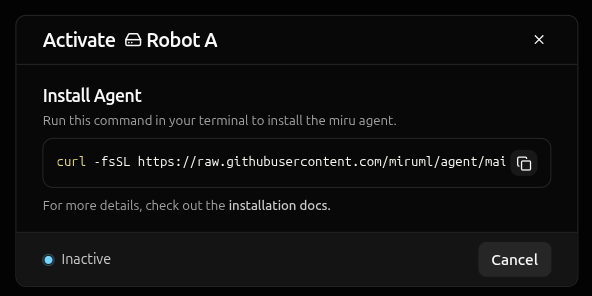 Activate Robot A
Install Agent
Run this command in your terminal to install the miru agent.
curl -fsSL https://raw.githubusercontent.com/miruml/agent/mai
For more details, check out the installation docs.
Inactive
Cancel